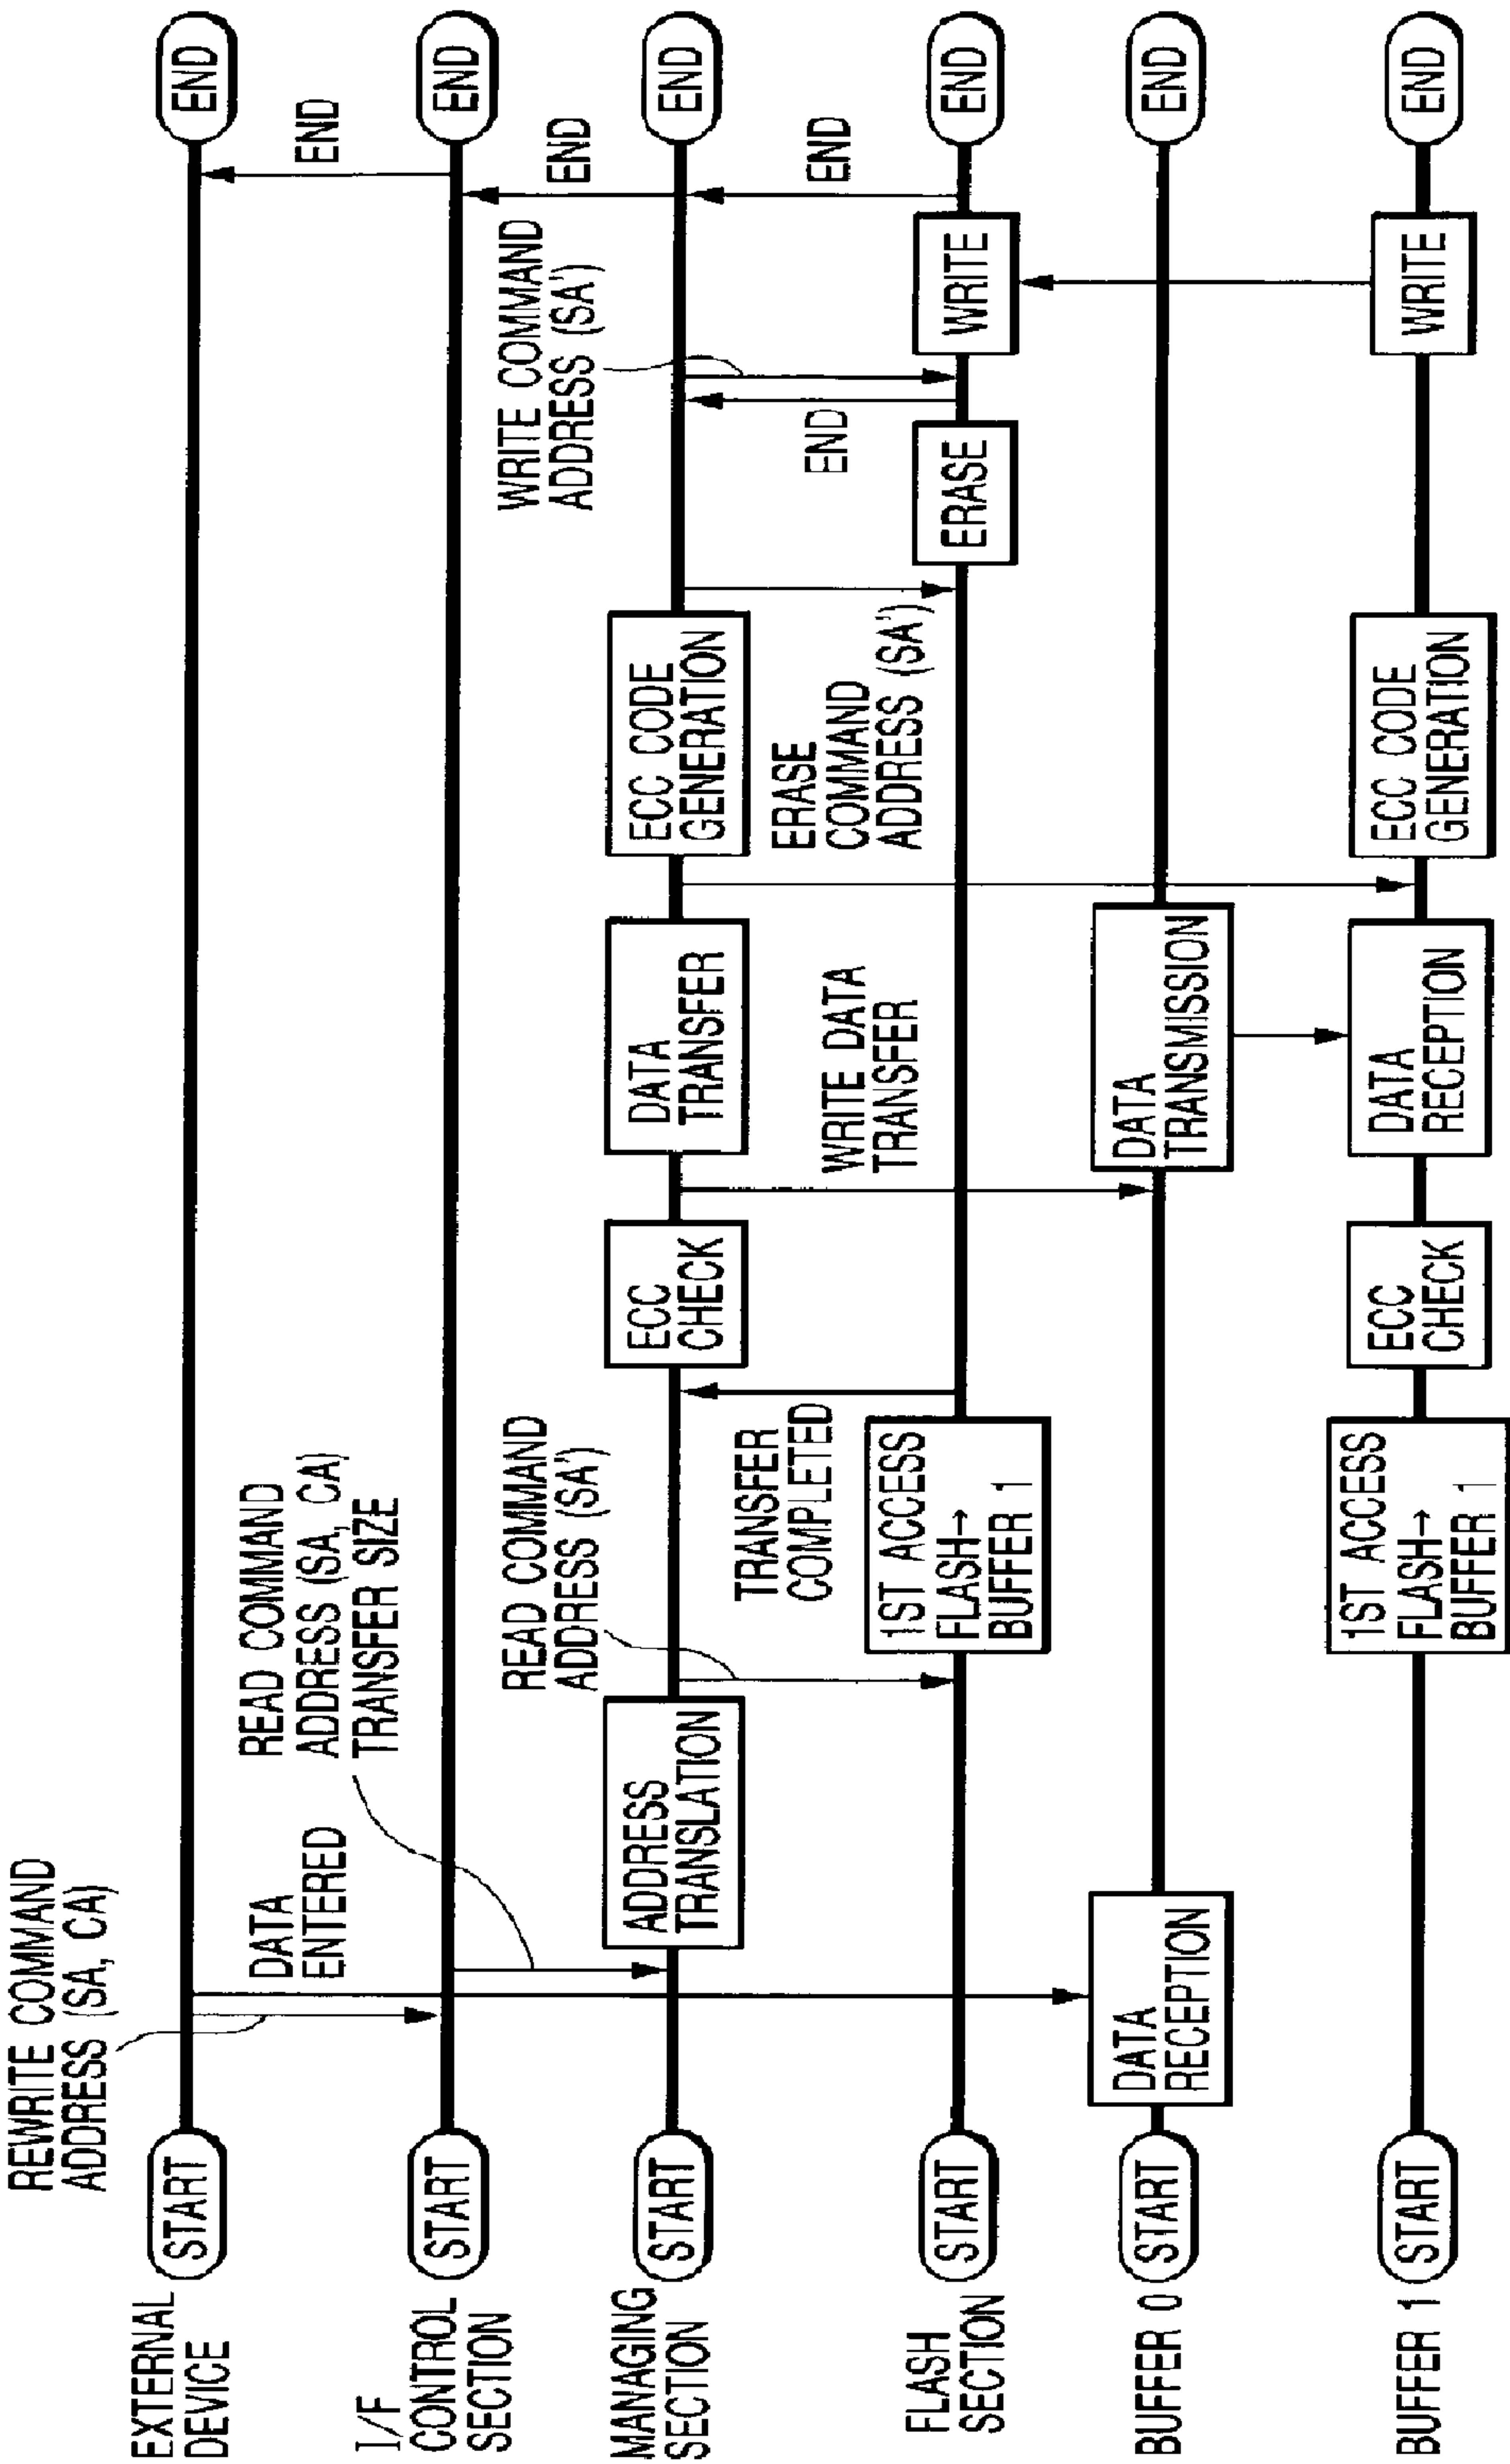 EXTERNAL
DEVICE
START
REWRITE COMMAND
ADDRESS (SA, CA)
DATA
ENTERED
END
END
I/F
CONTROL
SECTION
START
READ COMMAND
ADDRESS (SA, CA)
TRANSFER SIZE
END
END
MANAGING
SECTION
START
ADDRESS
TRANSLATION
READ COMMAND
ADDRESS (SA')
ECC
CHECK
DATA
TRANSFER
ECC CODE
GENERATION
WRITE COMMAND
ADDRESS (SA')
END
TRANSFER
COMPLETED
WRITE DATA
TRANSFER
ERASE
COMMAND
ADDRESS (SA')
END
END
FLASH
SECTION
START
1ST ACCESS
FLASH→
BUFFER 1
ERASE
WRITE
END
BUFFER 0
START
DATA
RECEPTION
DATA
TRANSMISSION
END
BUFFER 1
START
1ST ACCESS
FLASH→
BUFFER 1
ECC
CHECK
DATA
RECEPTION
ECC CODE
GENERATION
WRITE
END